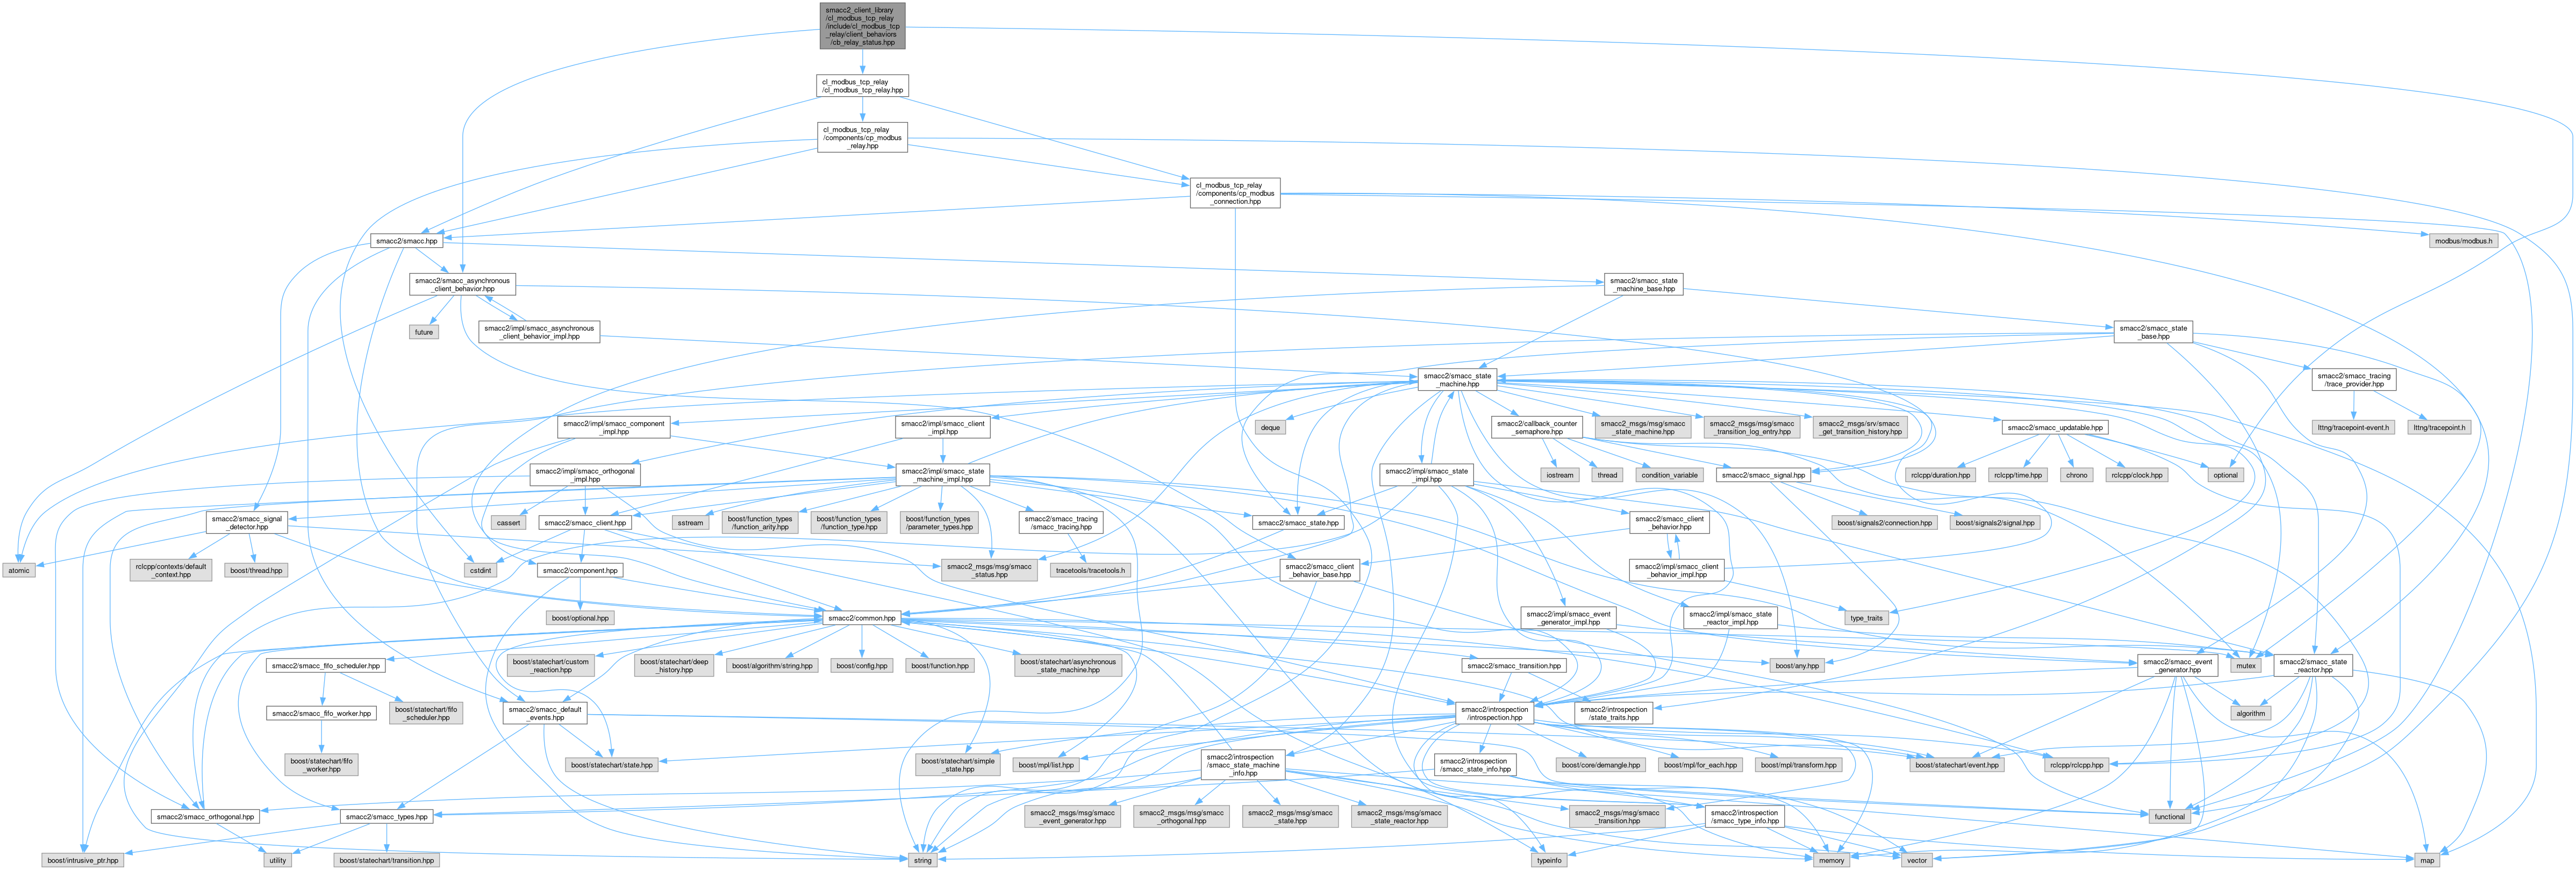 smacc2_client_library
/cl_modbus_tcp_relay
/include/cl_modbus_tcp
_relay/client_behaviors
/cb_relay_status.hpp
cl_modbus_tcp_relay
/cl_modbus_tcp_relay.hpp
cl_modbus_tcp_relay
/components/cp_modbus
_relay.hpp
cl_modbus_tcp_relay
/components/cp_modbus
_connection.hpp
smacc2/smacc.hpp
modbus/modbus.h
smacc2/smacc_asynchronous
_client_behavior.hpp
smacc2/smacc_state
_machine_base.hpp
future
smacc2/impl/smacc_asynchronous
_client_behavior_impl.hpp
smacc2/smacc_state
_base.hpp
smacc2/smacc_state
_machine.hpp
smacc2/smacc_tracing
/trace_provider.hpp
smacc2/impl/smacc_component
_impl.hpp
smacc2/impl/smacc_client
_impl.hpp
deque
smacc2/callback_counter
_semaphore.hpp
smacc2_msgs/msg/smacc
_state_machine.hpp
smacc2_msgs/msg/smacc
_transition_log_entry.hpp
smacc2_msgs/srv/smacc
_get_transition_history.hpp
smacc2/smacc_updatable.hpp
lttng/tracepoint-event.h
lttng/tracepoint.h
smacc2/impl/smacc_orthogonal
_impl.hpp
smacc2/impl/smacc_state
_machine_impl.hpp
smacc2/impl/smacc_state
_impl.hpp
iostream
thread
condition_variable
smacc2/smacc_signal.hpp
rclcpp/duration.hpp
rclcpp/time.hpp
chrono
rclcpp/clock.hpp
optional
smacc2/smacc_signal
_detector.hpp
cassert
smacc2/smacc_client.hpp
sstream
boost/function_types
/function_arity.hpp
boost/function_types
/function_type.hpp
boost/function_types
/parameter_types.hpp
smacc2/smacc_tracing
/smacc_tracing.hpp
smacc2/smacc_state.hpp
smacc2/smacc_client
_behavior.hpp
boost/signals2/connection.hpp
boost/signals2/signal.hpp
atomic
rclcpp/contexts/default
_context.hpp
boost/thread.hpp
cstdint
smacc2/component.hpp
smacc2_msgs/msg/smacc
_status.hpp
tracetools/tracetools.h
smacc2/smacc_client
_behavior_base.hpp
smacc2/impl/smacc_client
_behavior_impl.hpp
boost/optional.hpp
smacc2/common.hpp
smacc2/impl/smacc_event
_generator_impl.hpp
smacc2/impl/smacc_state
_reactor_impl.hpp
type_traits
smacc2/smacc_fifo_scheduler.hpp
boost/statechart/custom
_reaction.hpp
boost/statechart/deep
_history.hpp
boost/algorithm/string.hpp
boost/config.hpp
boost/function.hpp
boost/statechart/asynchronous
_state_machine.hpp
smacc2/smacc_transition.hpp
boost/any.hpp
smacc2/smacc_event
_generator.hpp
mutex
smacc2/smacc_state
_reactor.hpp
smacc2/smacc_fifo_worker.hpp
boost/statechart/fifo
_scheduler.hpp
smacc2/smacc_default
_events.hpp
smacc2/introspection
/introspection.hpp
smacc2/introspection
/state_traits.hpp
algorithm
boost/statechart/fifo
_worker.hpp
boost/statechart/state.hpp
boost/statechart/simple
_state.hpp
boost/mpl/list.hpp
smacc2/introspection
/smacc_state_machine
_info.hpp
smacc2/introspection
/smacc_state_info.hpp
boost/core/demangle.hpp
boost/mpl/for_each.hpp
boost/mpl/transform.hpp
boost/statechart/event.hpp
rclcpp/rclcpp.hpp
smacc2/smacc_orthogonal.hpp
smacc2/smacc_types.hpp
smacc2_msgs/msg/smacc
_event_generator.hpp
smacc2_msgs/msg/smacc
_orthogonal.hpp
smacc2_msgs/msg/smacc
_state.hpp
smacc2_msgs/msg/smacc
_state_reactor.hpp
smacc2_msgs/msg/smacc
_transition.hpp
smacc2/introspection
/smacc_type_info.hpp
functional
boost/intrusive_ptr.hpp
utility
boost/statechart/transition.hpp
string
typeinfo
memory
vector
map